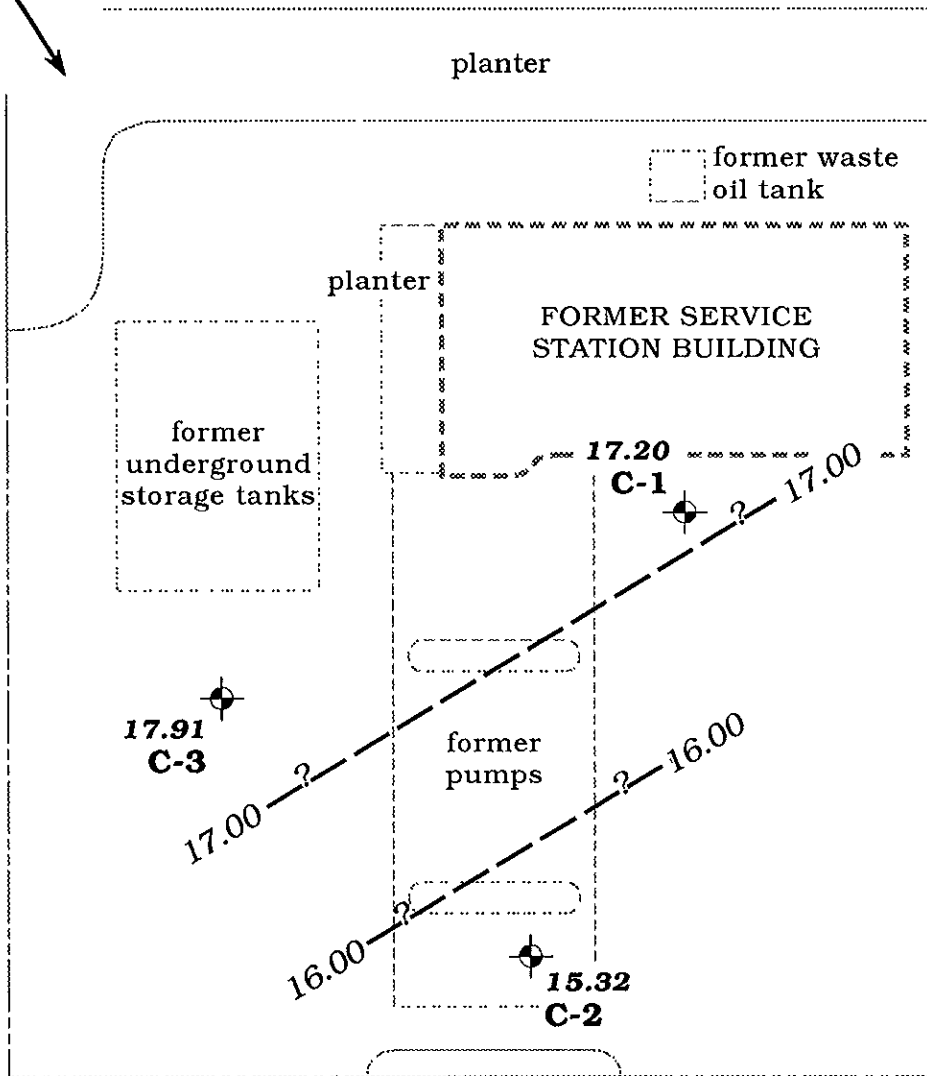 planter
former waste
oil tank
planter
FORMER SERVICE
STATION BUILDING
former
underground
storage tanks
17.20
C-1
? 17.00
17.91
C-3
former
pumps
? 16.00
17.00 ?
16.00 ?
15.32
C-2